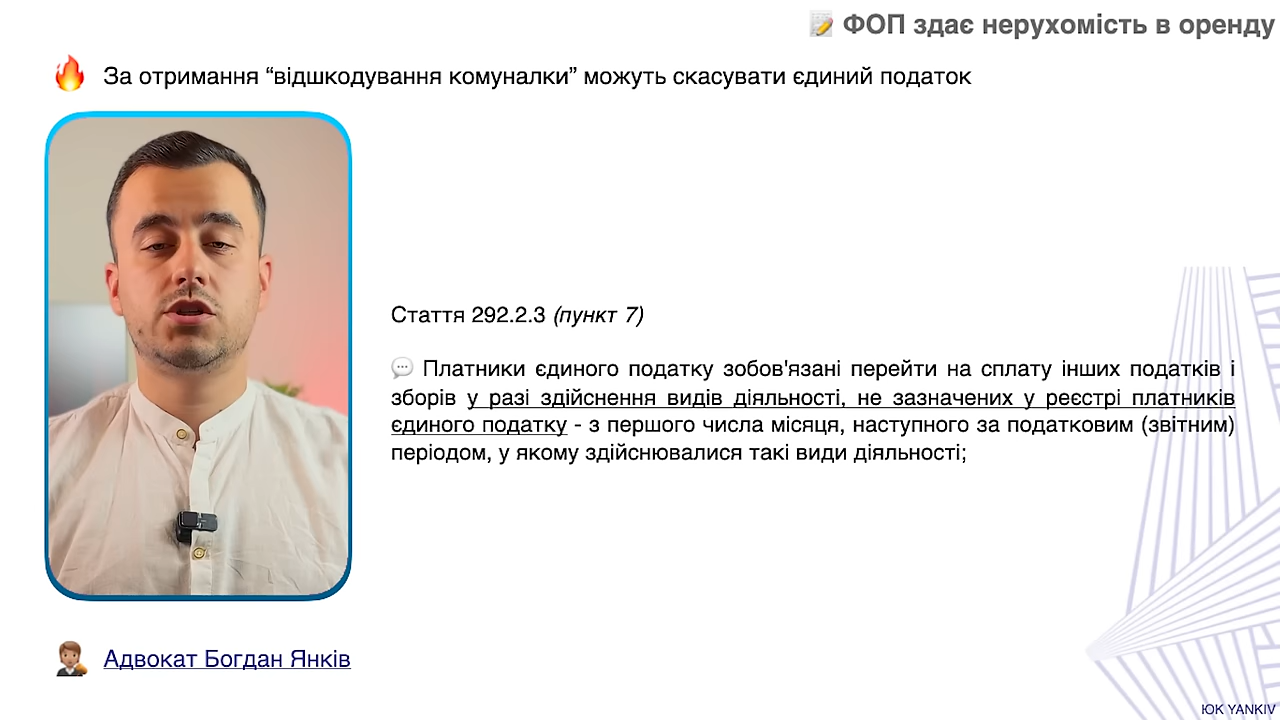 📝 ФОП здає нерухомість в оренду
🔥 За отримання “відшкодування комуналки” можуть скасувати єдиний податок
Стаття 292.2.3 (пункт 7)
💬 Платники єдиного податку зобов'язані перейти на сплату інших податків і
зборів у разі здійснення видів діяльності, не зазначених у реєстрі платників
єдиного податку - з першого числа місяця, наступного за податковим (звітним)
періодом, у якому здійснювалися такі види діяльності;
Адвокат Богдан Янків
ЮК YANKIV